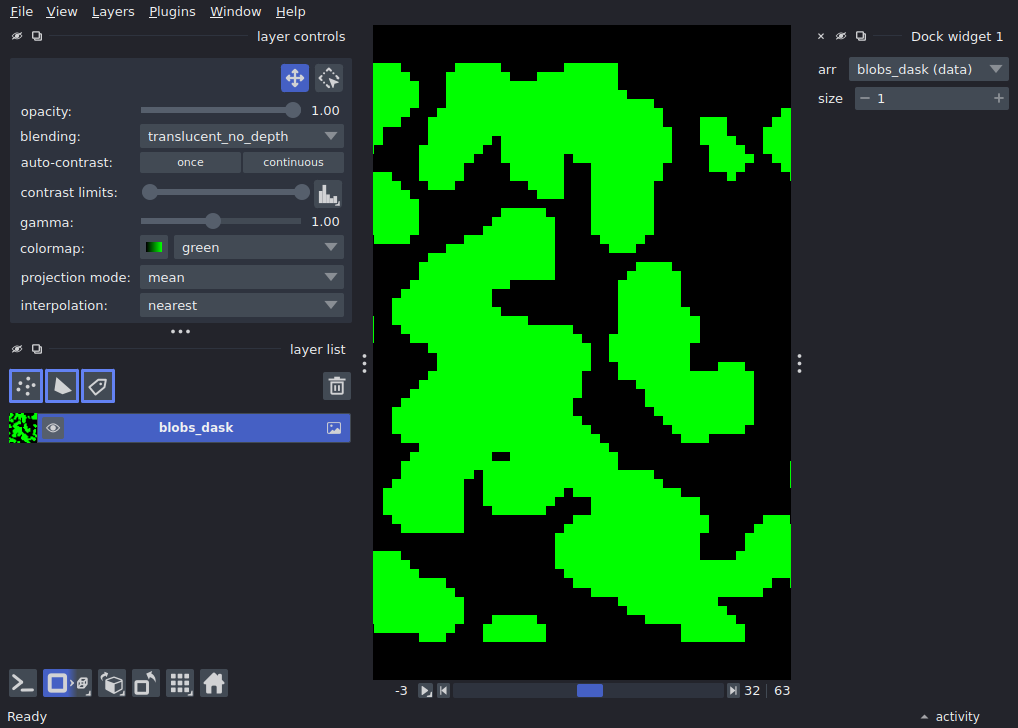 File View Layers Plugins Window Help
layer controls
opacity: 1.00
blending: translucent_no_depth
auto-contrast: once continuous
contrast limits:
gamma: 1.00
colormap: green
projection mode: mean
interpolation: nearest
layer list
blobs_dask
-3 32 63
Dock widget 1
arr blobs_dask (data)
size 1
Ready
activity